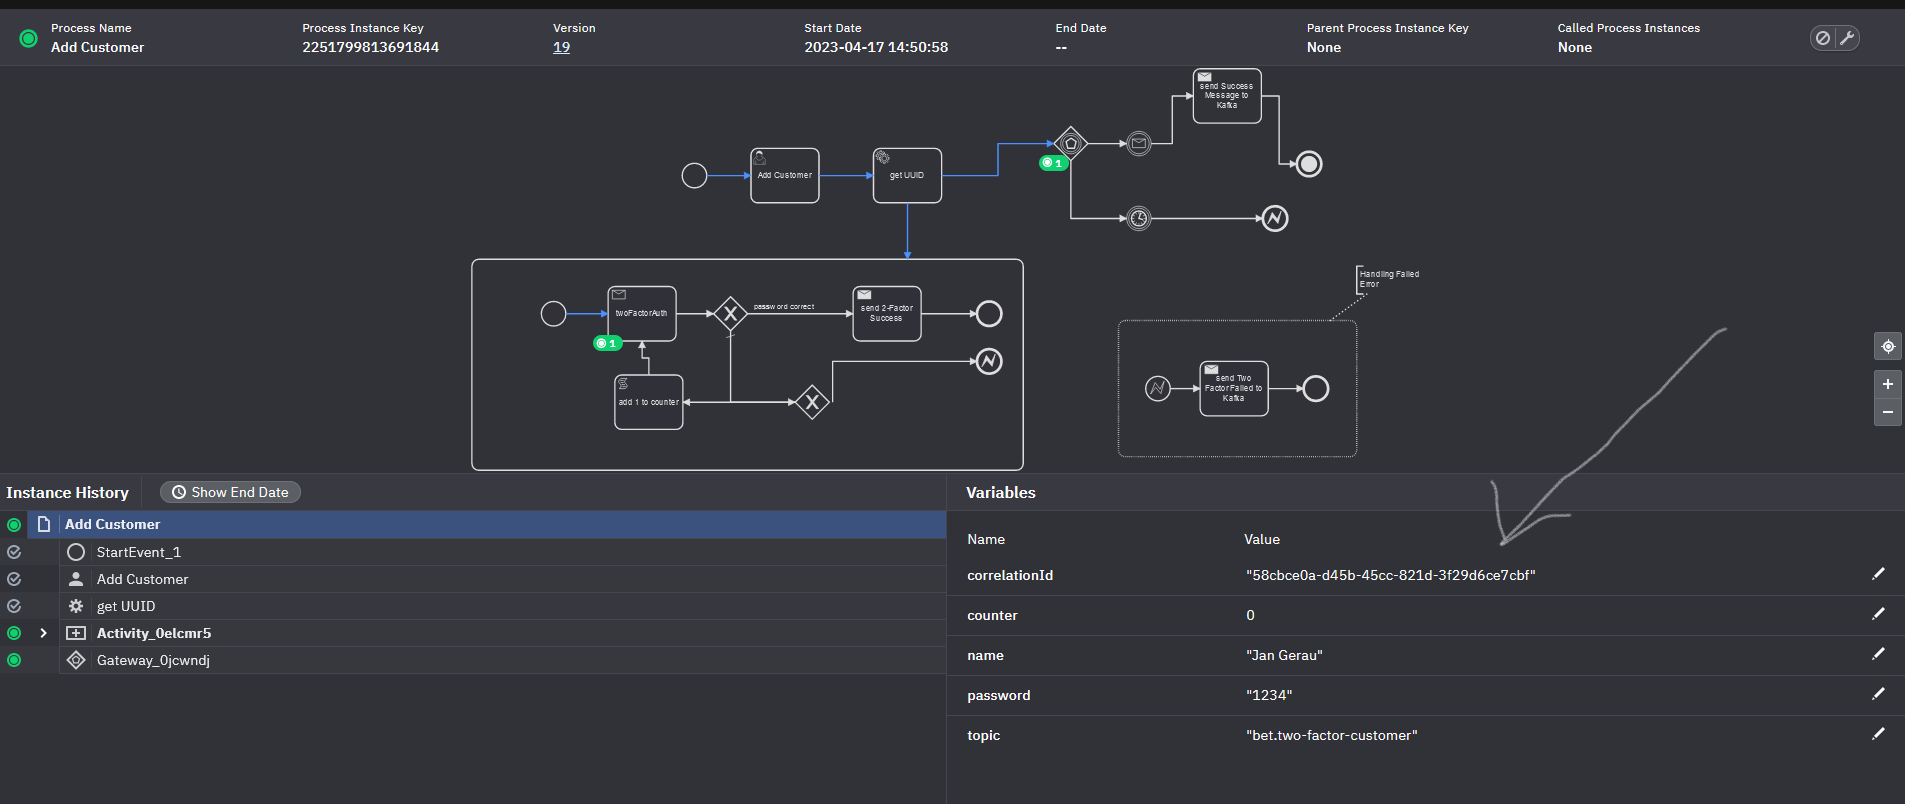 Process Name
Add Customer
Process Instance Key
2251799813691844
Version
19
Start Date
2023-04-17 14:50:58
End Date
--
Parent Process Instance Key
None
Called Process Instances
None
send Success
Message to
Kafka
Add Customer
get UUID
1
Handling Failed
Error
twoFactorAuth
1
password correct
send 2-Factor
Success
add 1 to counter
send Two
Factor Failed to
Kafka
+
−
Instance History
Show End Date
Add Customer
StartEvent_1
Add Customer
get UUID
Activity_0elcmr5
Gateway_0jcwndj
Variables
Name Value
correlationId "58cbce0a-d45b-45cc-821d-3f29d6ce7cbf"
counter 0
name "Jan Gerau"
password "1234"
topic "bet.two-factor-customer"